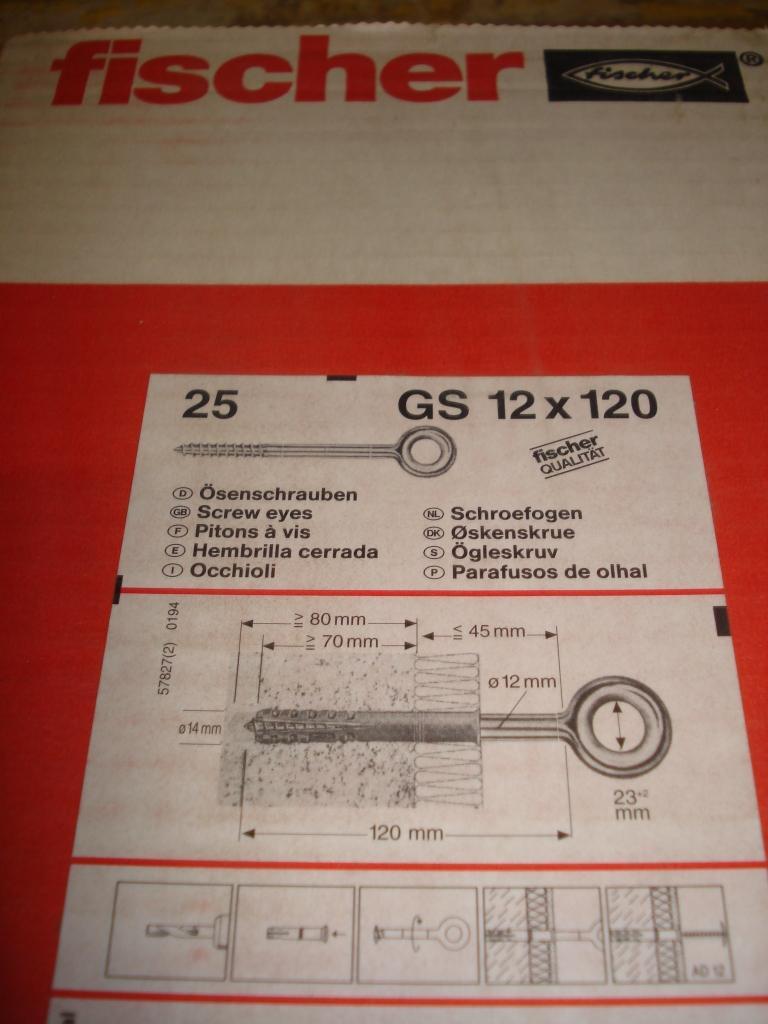 fischer fischer ®
25 GS 12 x 120
fischer
QUALITÄT
D Ösenschrauben
GB Screw eyes
F Pitons à vis
E Hembrilla cerrada
I Occhioli
NL Schroefogen
DK Øskenskrue
S Ögleskruv
P Parafusos de olhal
57827(2) 0194
≧ 80 mm
≧ 70 mm
≦ 45 mm
ø 12 mm
ø 14 mm
23+2
mm
120 mm
AD 12